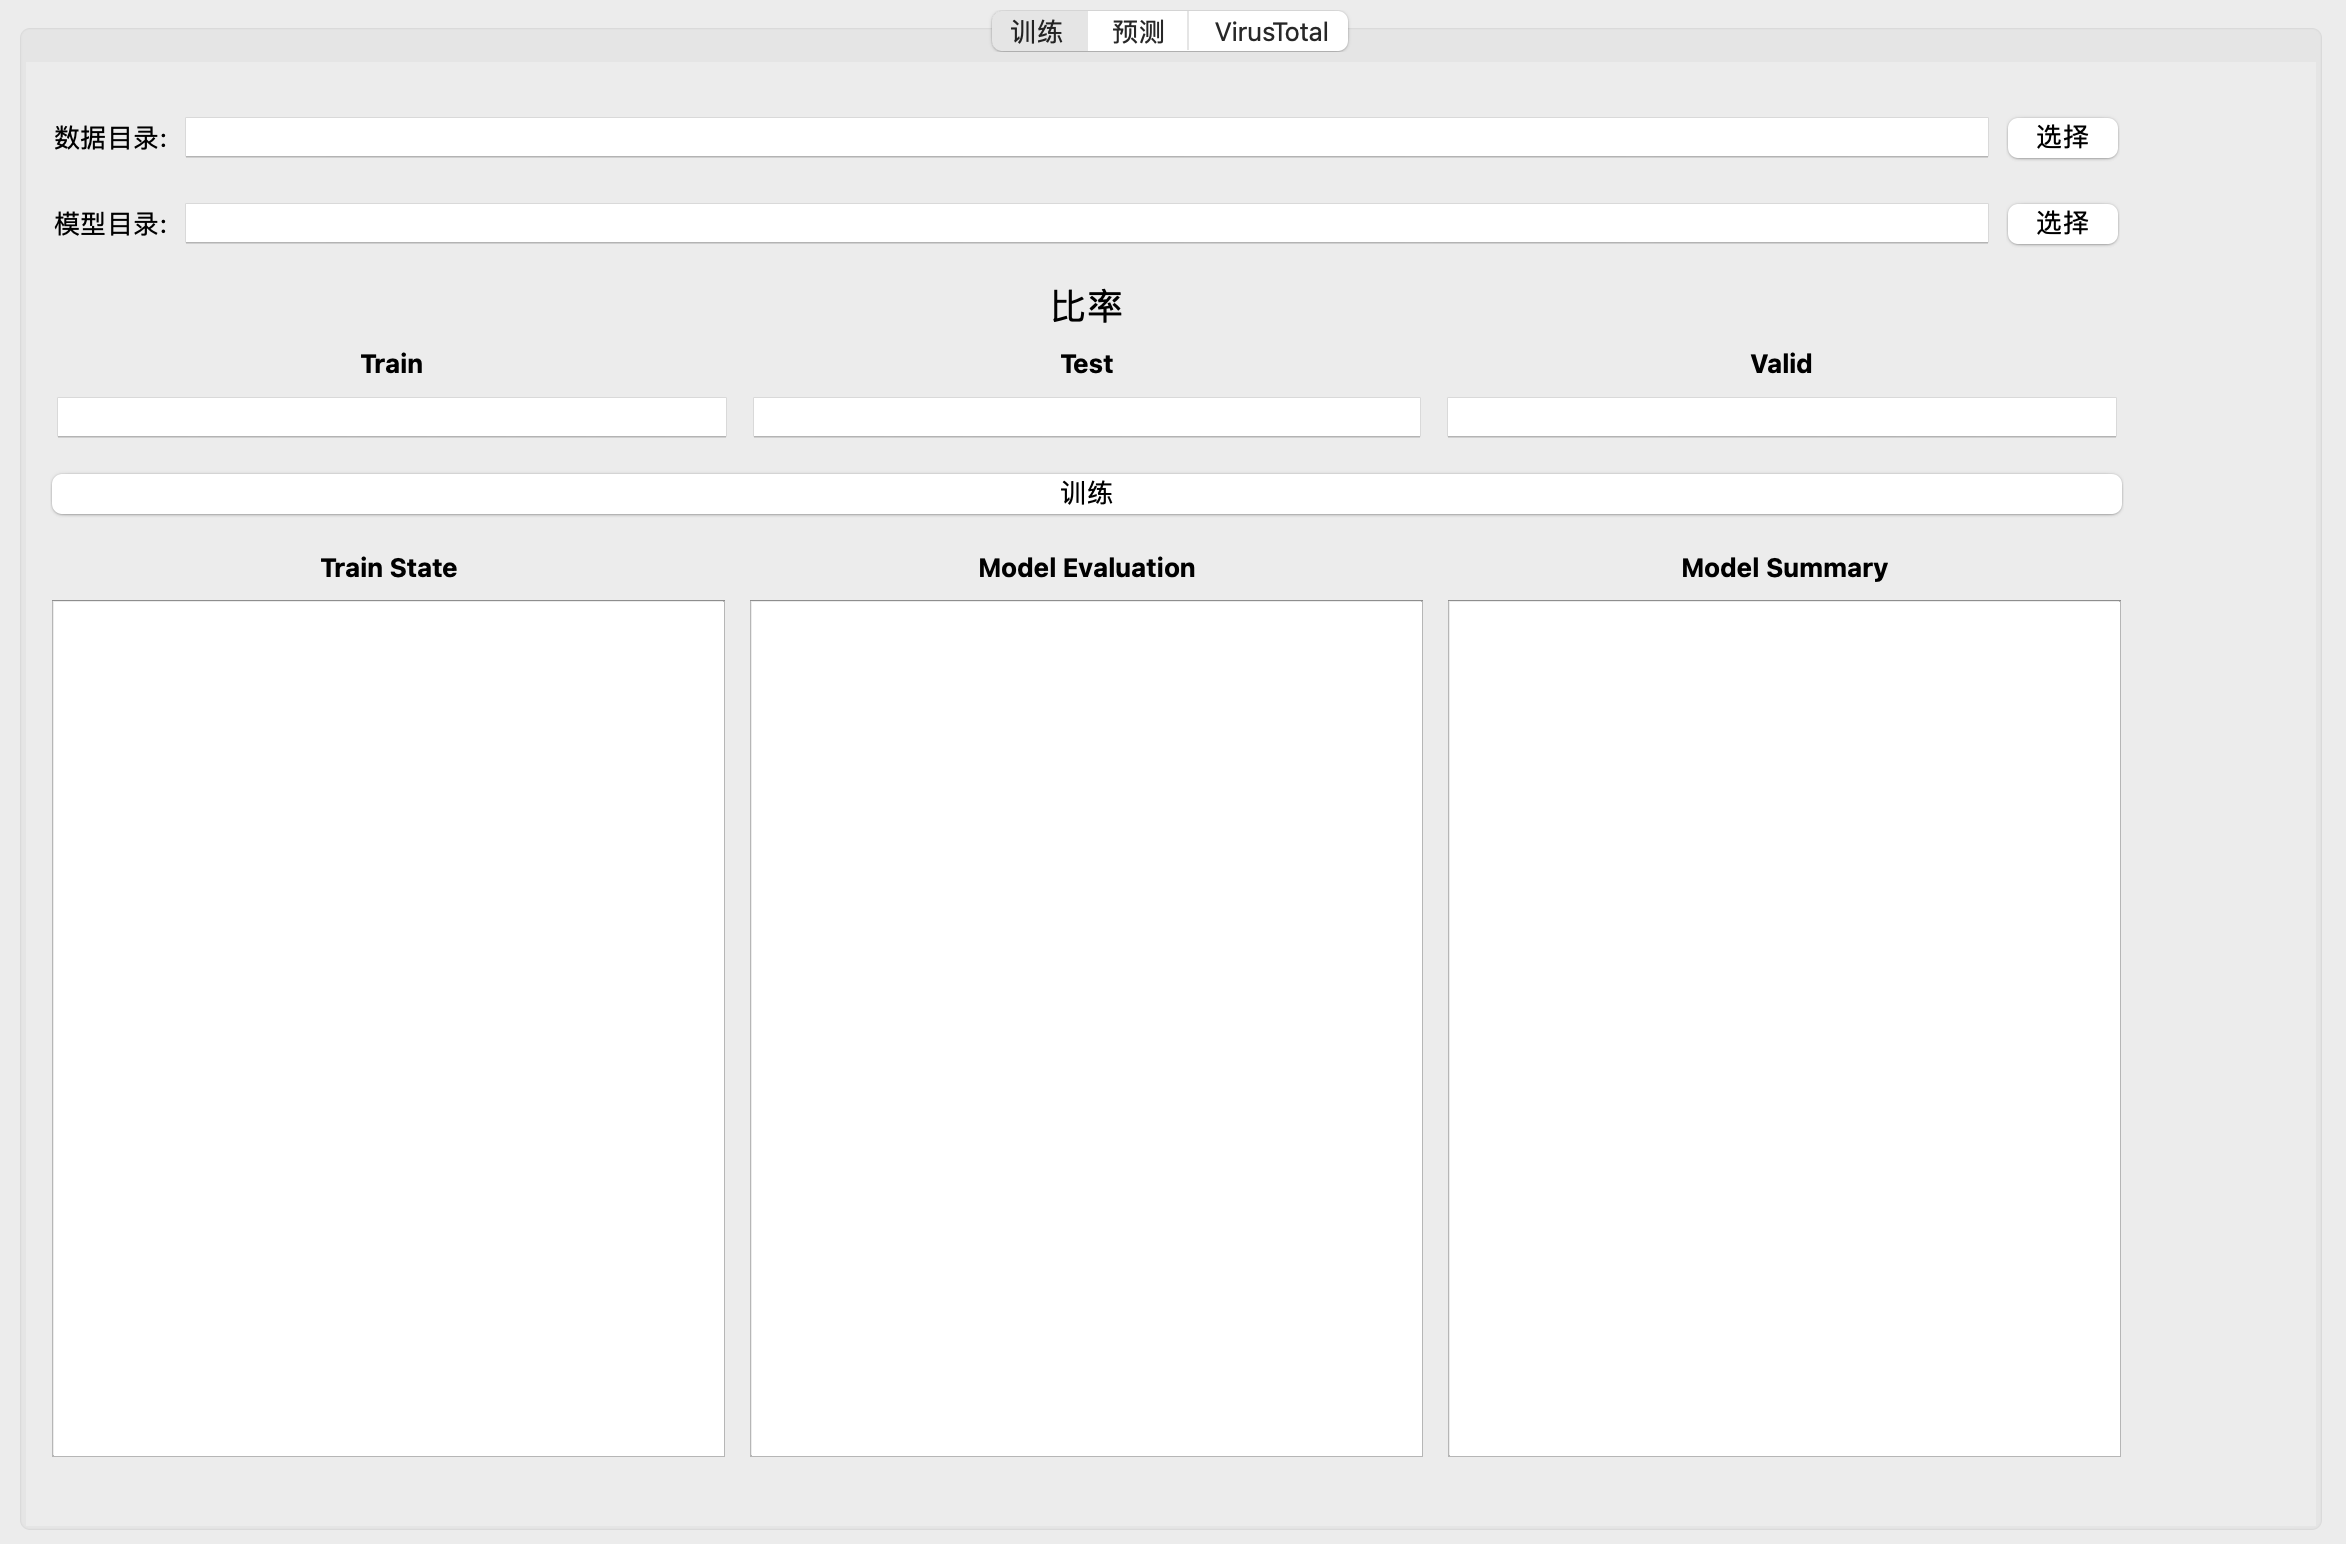 训练 预测 VirusTotal
数据目录: 选择
模型目录: 选择
比率
Train Test Valid
训练
Train State Model Evaluation Model Summary